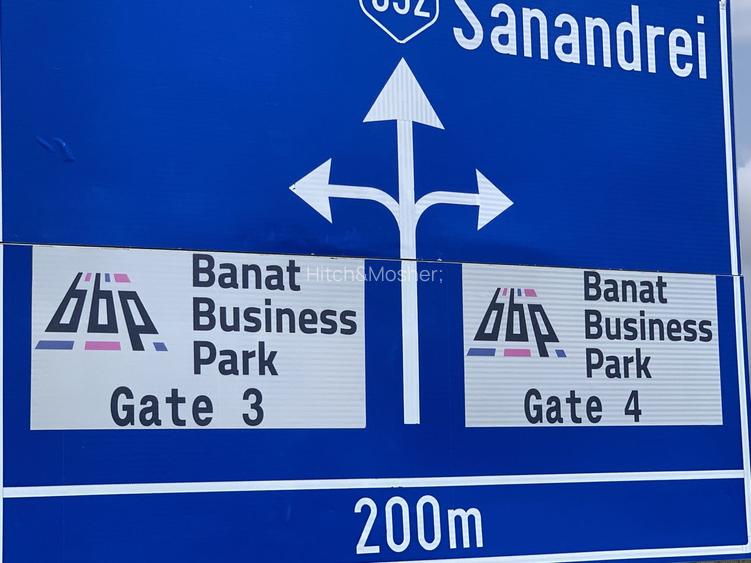 Sanandrei
Hitch&Mosher;
bbp
Banat
Business
Park
Gate 3
bbp
Banat
Business
Park
Gate 4
200m